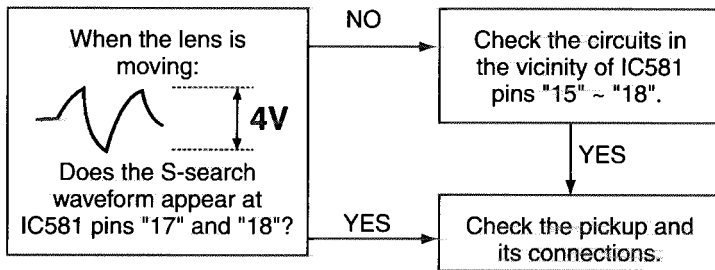 When the lens is
moving:
4V
Does the S-search
waveform appear at
IC581 pins "17" and "18"?
NO
Check the circuits in
the vicinity of IC581
pins "15" ~ "18".
YES
YES
Check the pickup and
its connections.